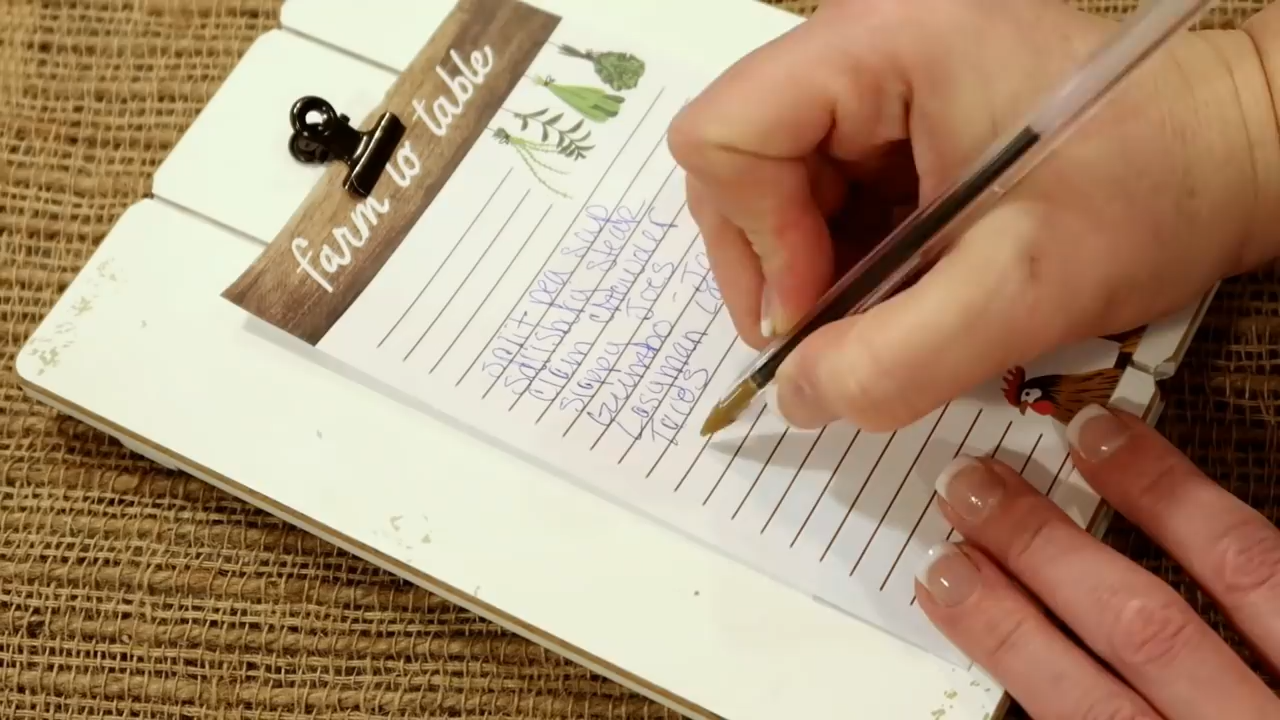 farm to table
split pea soup
salisbury steak
clam chowder
sloppy Joes
Gumbo -
Tacos